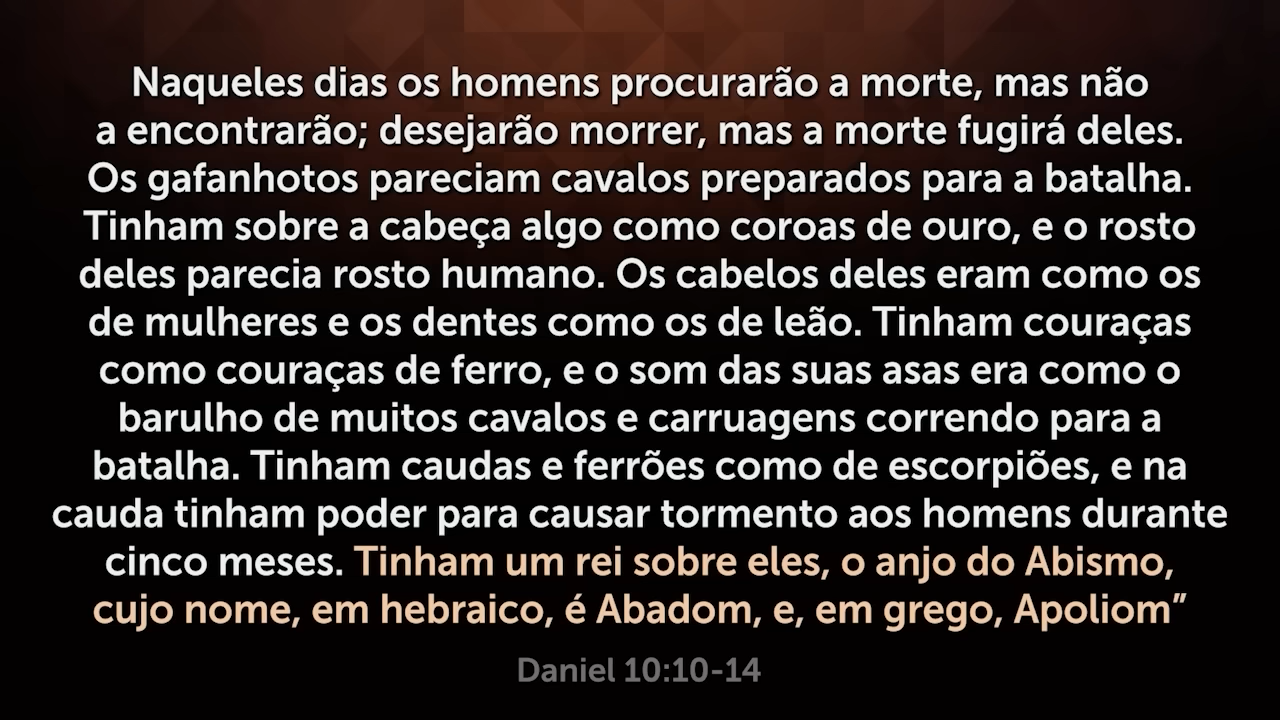 Naqueles dias os homens procurarão a morte, mas não
a encontrarão; desejarão morrer, mas a morte fugirá deles.
Os gafanhotos pareciam cavalos preparados para a batalha.
Tinham sobre a cabeça algo como coroas de ouro, e o rosto
deles parecia rosto humano. Os cabelos deles eram como os
de mulheres e os dentes como os de leão. Tinham couraças
como couraças de ferro, e o som das suas asas era como o
barulho de muitos cavalos e carruagens correndo para a
batalha. Tinham caudas e ferrões como de escorpiões, e na
cauda tinham poder para causar tormento aos homens durante
cinco meses. Tinham um rei sobre eles, o anjo do Abismo,
cujo nome, em hebraico, é Abadom, e, em grego, Apoliom”
Daniel 10:10-14